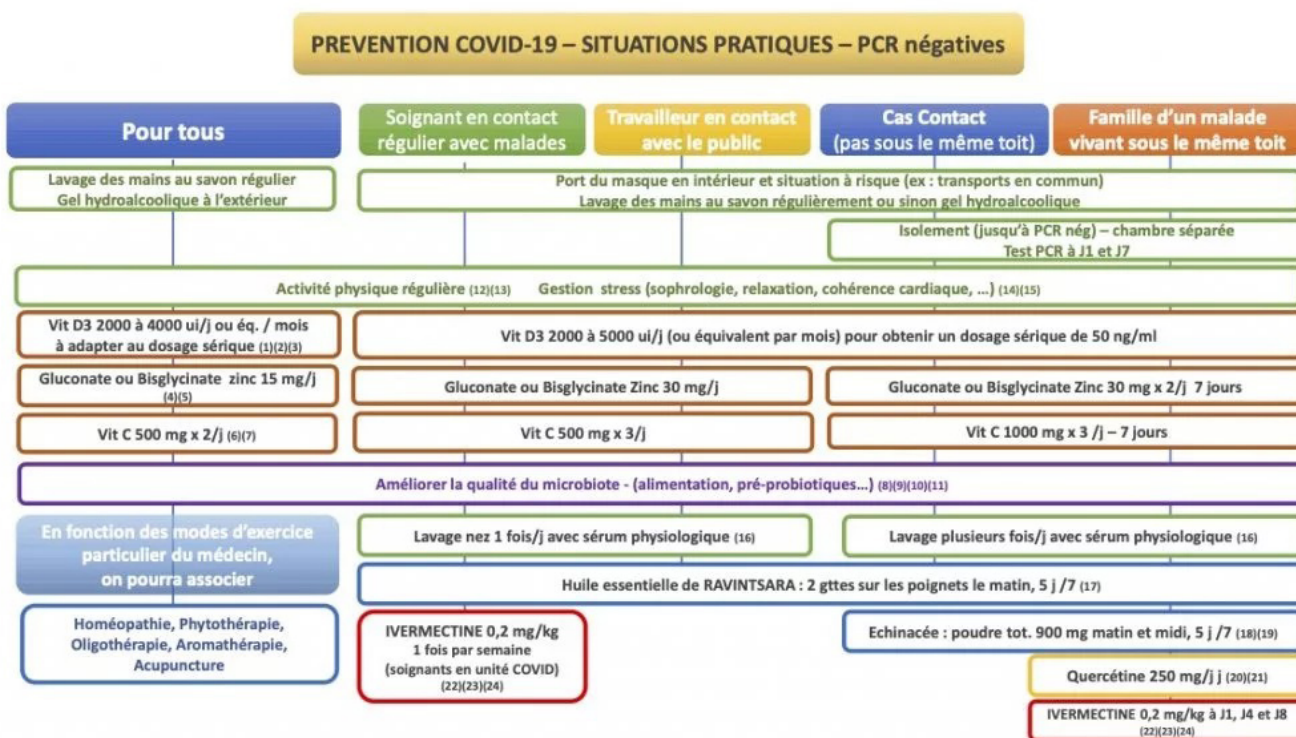 PREVENTION COVID-19 – SITUATIONS PRATIQUES – PCR négatives
Pour tous
Soignant en contact
régulier avec malades
Travailleur en contact
avec le public
Cas Contact
(pas sous le même toit)
Famille d'un malade
vivant sous le même toit
Lavage des mains au savon régulier
Gel hydroalcoolique à l'extérieur
Port du masque en intérieur et situation à risque (ex : transports en commun)
Lavage des mains au savon régulièrement ou sinon gel hydroalcoolique
Isolement (jusqu'à PCR nég) – chambre séparée
Test PCR à J1 et J7
Activité physique régulière (12)(13) Gestion stress (sophrologie, relaxation, cohérence cardiaque, ...) (14)(15)
Vit D3 2000 à 4000 ui/j ou éq. / mois
à adapter au dosage sérique (1)(2)(3)
Vit D3 2000 à 5000 ui/j (ou équivalent par mois) pour obtenir un dosage sérique de 50 ng/ml
Gluconate ou Bisglycinate zinc 15 mg/j
(4)(5)
Gluconate ou Bisglycinate Zinc 30 mg/j
Gluconate ou Bisglycinate Zinc 30 mg x 2/j 7 jours
Vit C 500 mg x 2/j (6)(7)
Vit C 500 mg x 3/j
Vit C 1000 mg x 3 /j – 7 jours
Améliorer la qualité du microbiote - (alimentation, pré-probiotiques...) (8)(9)(10)(11)
En fonction des modes d'exercice
particulier du médecin,
on pourra associer
Lavage nez 1 fois/j avec sérum physiologique (16)
Lavage plusieurs fois/j avec sérum physiologique (16)
Huile essentielle de RAVINTSARA : 2 gttes sur les poignets le matin, 5 j /7 (17)
Homéopathie, Phytothérapie,
Oligothérapie, Aromathérapie,
Acupuncture
IVERMECTINE 0,2 mg/kg
1 fois par semaine
(soignants en unité COVID)
(22)(23)(24)
Echinacée : poudre tot. 900 mg matin et midi, 5 j /7 (18)(19)
Quercétine 250 mg/j j (20)(21)
IVERMECTINE 0,2 mg/kg à J1, J4 et J8
(22)(23)(24)